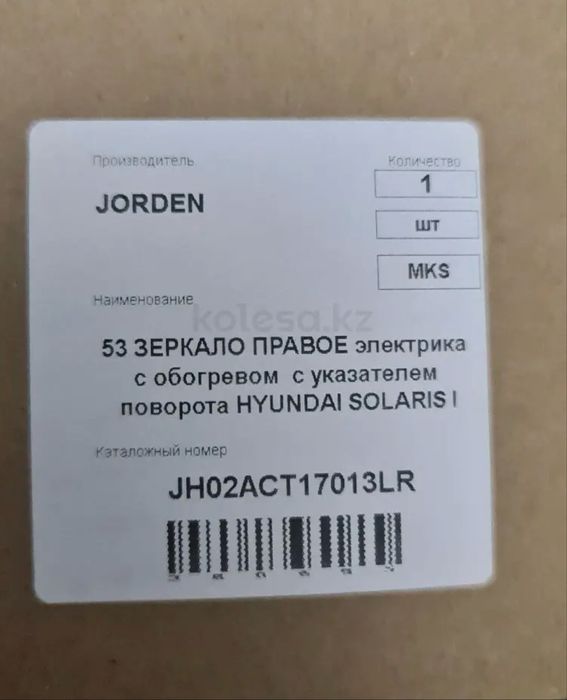 Производитель
Количество
JORDEN
1
шт
MKS
Наименование
kolesa.kz
53 ЗЕРКАЛО ПРАВОЕ электрика
с обогревом с указателем
поворота HYUNDAI SOLARIS I
Каталожный номер
JH02ACT17013LR